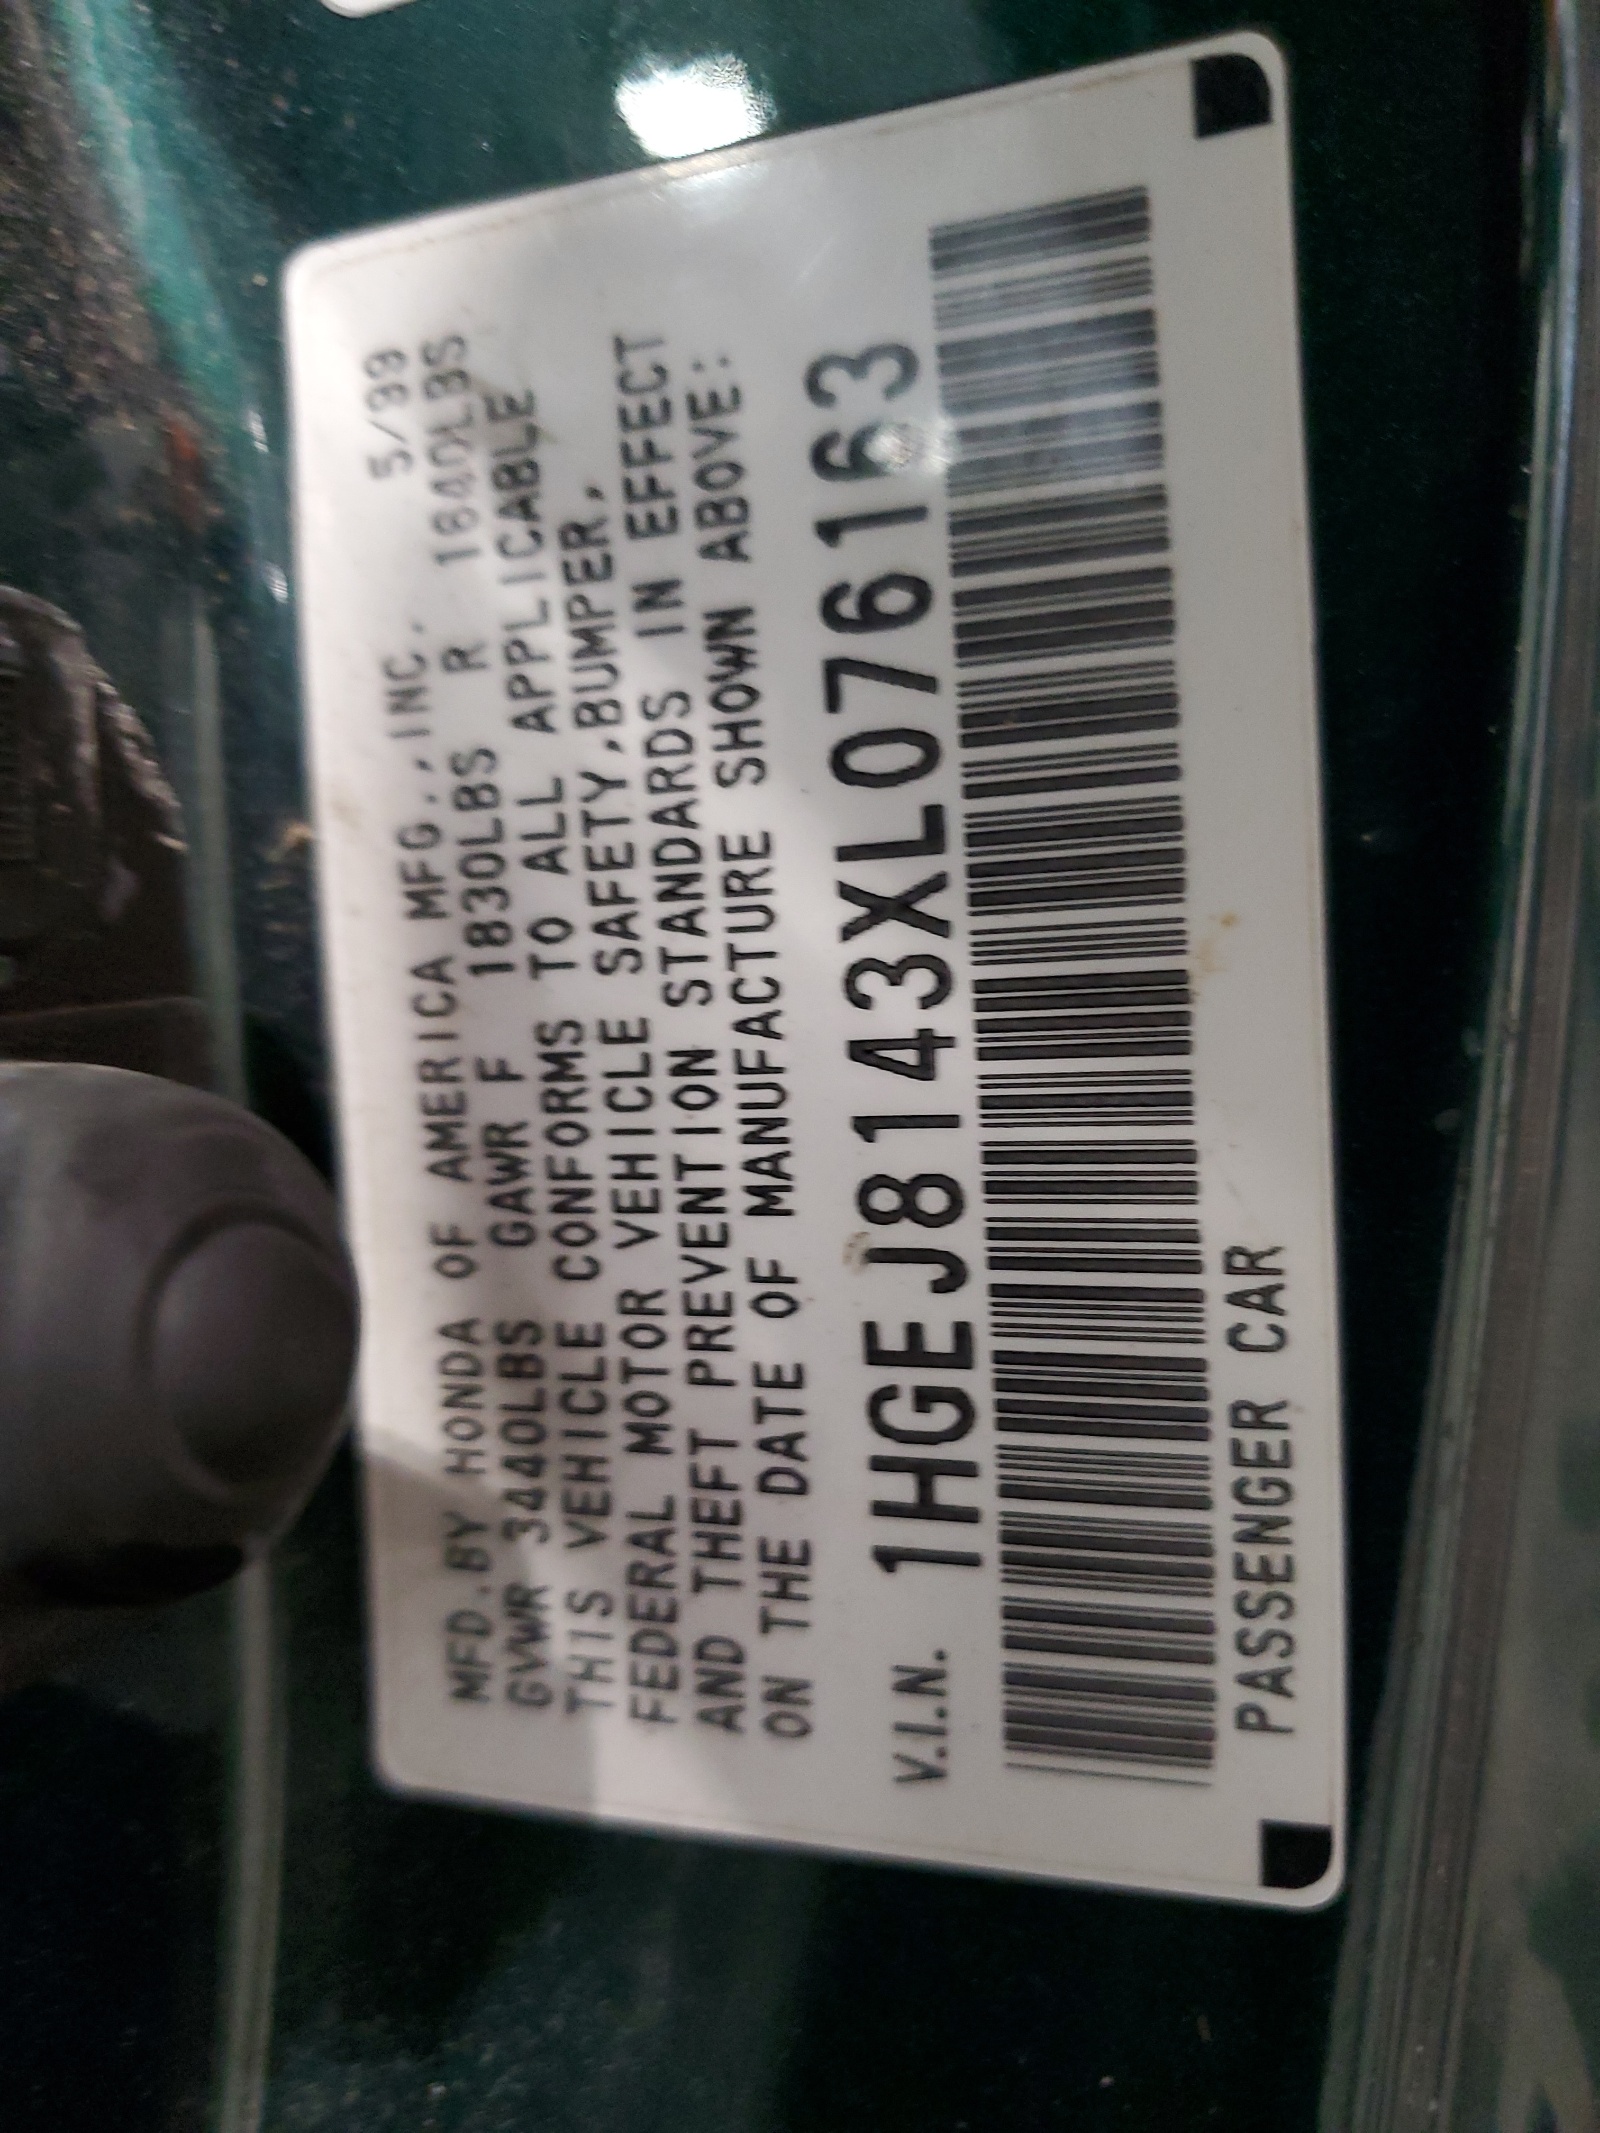 MFD.BY HONDA OF AMERICA MFG.,INC. 5/99
GVWR 3440LBS GAWR F 1830LBS R 1840LBS
THIS VEHICLE CONFORMS TO ALL APPLICABLE
FEDERAL MOTOR VEHICLE SAFETY,BUMPER,
AND THEFT PREVENTION STANDARDS IN EFFECT
ON THE DATE OF MANUFACTURE SHOWN ABOVE:
V.I.N. 1HGEJ8143XL076163
PASSENGER CAR